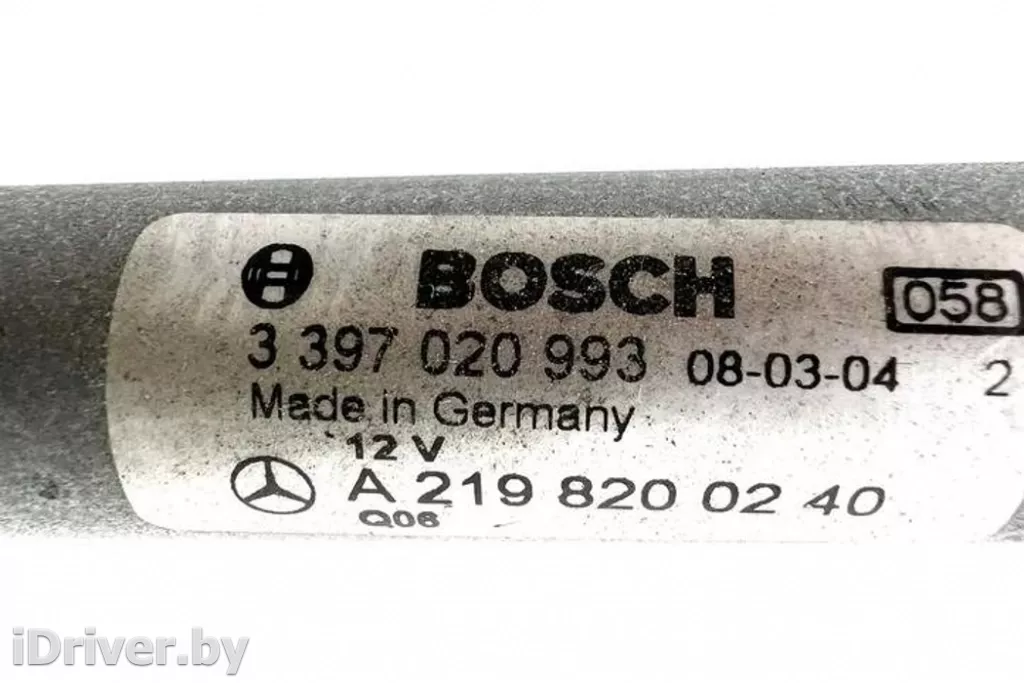 BOSCH
058
3 397 020 993 08-03-04 2
Made in Germany
12 V
A 219 820 02 40
Q06
iDriver.by